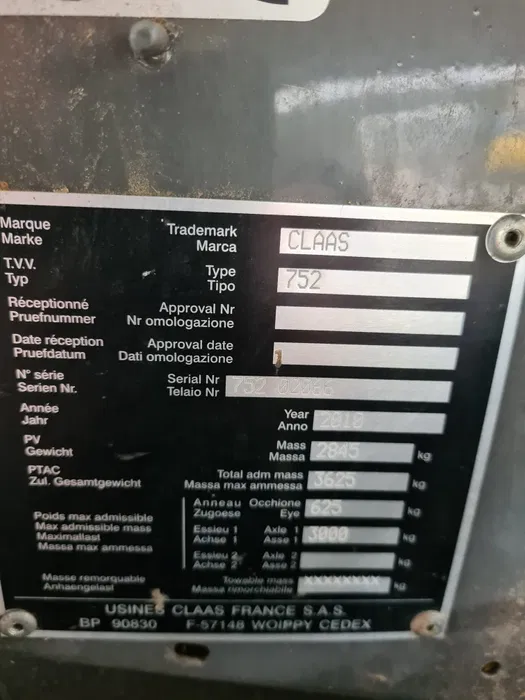 Marque Trademark CLAAS
Marke Marca
T.V.V. Type 752
Typ Tipo
Réceptionné Approval Nr
Pruefnummer Nr omologazione
Date réception Approval date 1
Pruefdatum Dati omologazione
N° série Serial Nr
Serien Nr. Telaio Nr
Année Year 2010
Jahr Anno
PV Mass 2845 kg
Gewicht Massa
PTAC Total adm mass 3625 kg
Zul. Gesamtgewicht Massa max ammessa
Anneau Occhione 625 kg
Zugoese Eye
Poids max admissible Essieu 1 Axle 1 3000 kg
Max admissible mass Achse 1 Asse 1
Maximallast Essieu 2 Axle 2 kg
Massa max ammessa Achse 2 Asse 2
Masse remorquable Towable mass XXXXXXXX kg
Anhaengelast Massa rimorchiabile
USINES CLAAS FRANCE S.A.S.
BP 90830 F-57148 WOIPPY CEDEX